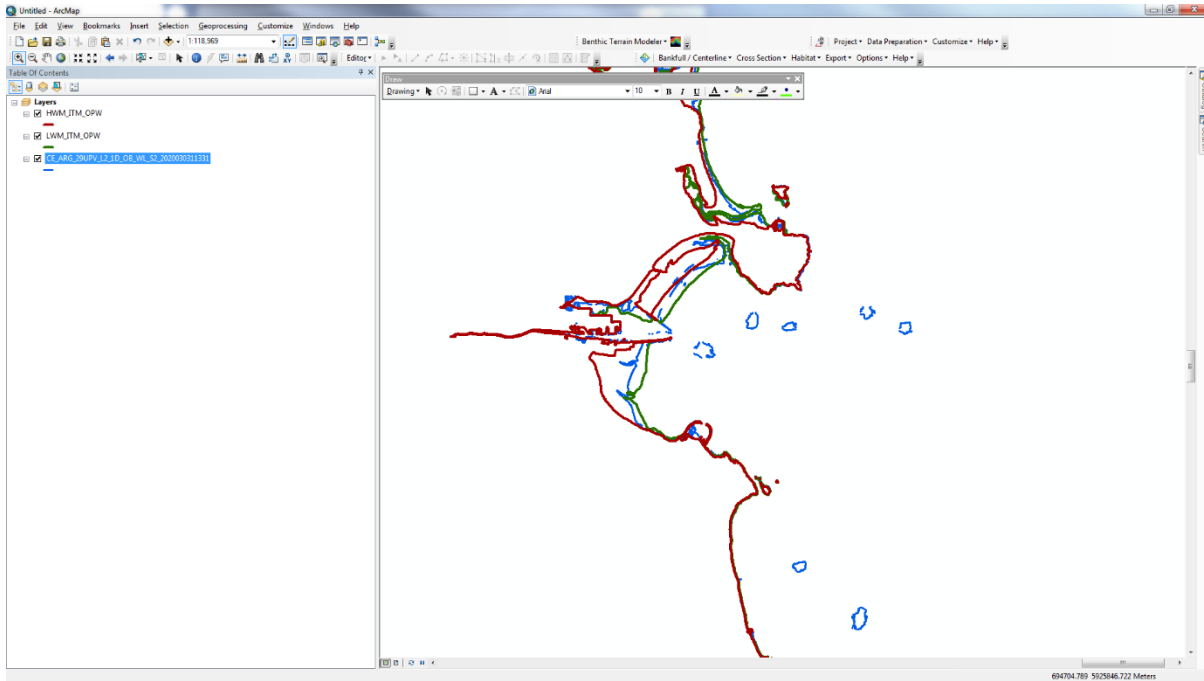 Untitled - ArcMap
File Edit View Bookmarks Insert Selection Geoprocessing Customize Windows Help
1:118.969 Benthic Terrain Modeler Project Data Preparation Customize Help
Editor Bankfull / Centerline Cross Section Habitat Export Options Help
Table Of Contents
Draw
Drawing A Arial 10 B I U A
Layers
HWM_ITM_OPW
LWM_ITM_OPW
CE_ARG_29UPV_L2_1D_OB_WL_S2_2020030311331
694704.789 5925846.722 Meters